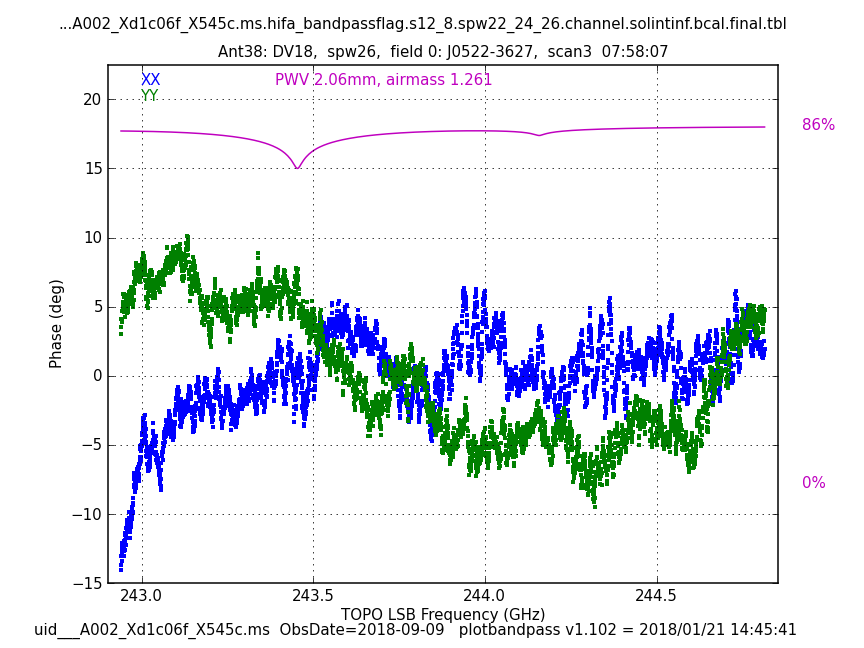 ...A002_Xd1c06f_X545c.ms.hifa_bandpassflag.s12_8.spw22_24_26.channel.solintinf.bcal.final.tbl
Ant38: DV18, spw26, field 0: J0522-3627, scan3 07:58:07
XX PWV 2.06mm, airmass 1.261
YY
20
86%
15
10
5
0
−5
0%
−10
−15
Phase (deg)
243.0 243.5 244.0 244.5
TOPO LSB Frequency (GHz)
uid___A002_Xd1c06f_X545c.ms ObsDate=2018-09-09 plotbandpass v1.102 = 2018/01/21 14:45:41